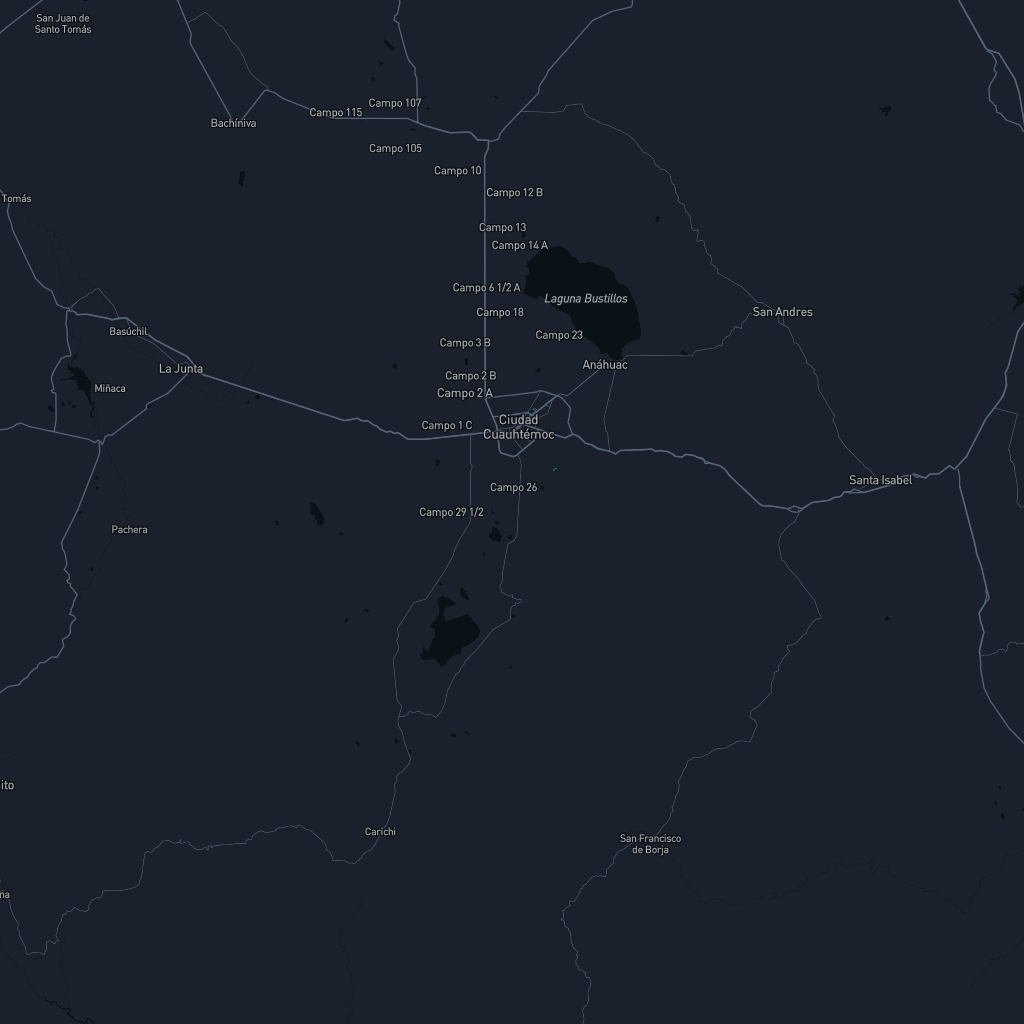 San Juan de
Santo Tomás
Campo 107
Campo 115
Bachíniva
Campo 105
Campo 10
Campo 12 B
Tomás
Campo 13
Campo 14 A
Campo 6 1/2 A
Laguna Bustillos
Campo 18
San Andres
Basúchil
Campo 23
Campo 3 B
La Junta
Anáhuac
Campo 2 B
Miñaca
Campo 2 A
Ciudad
Cuauhtémoc
Campo 1 C
Santa Isabel
Campo 26
Campo 29 1/2
Pachera
ito
Carichi
San Francisco
de Borja
na